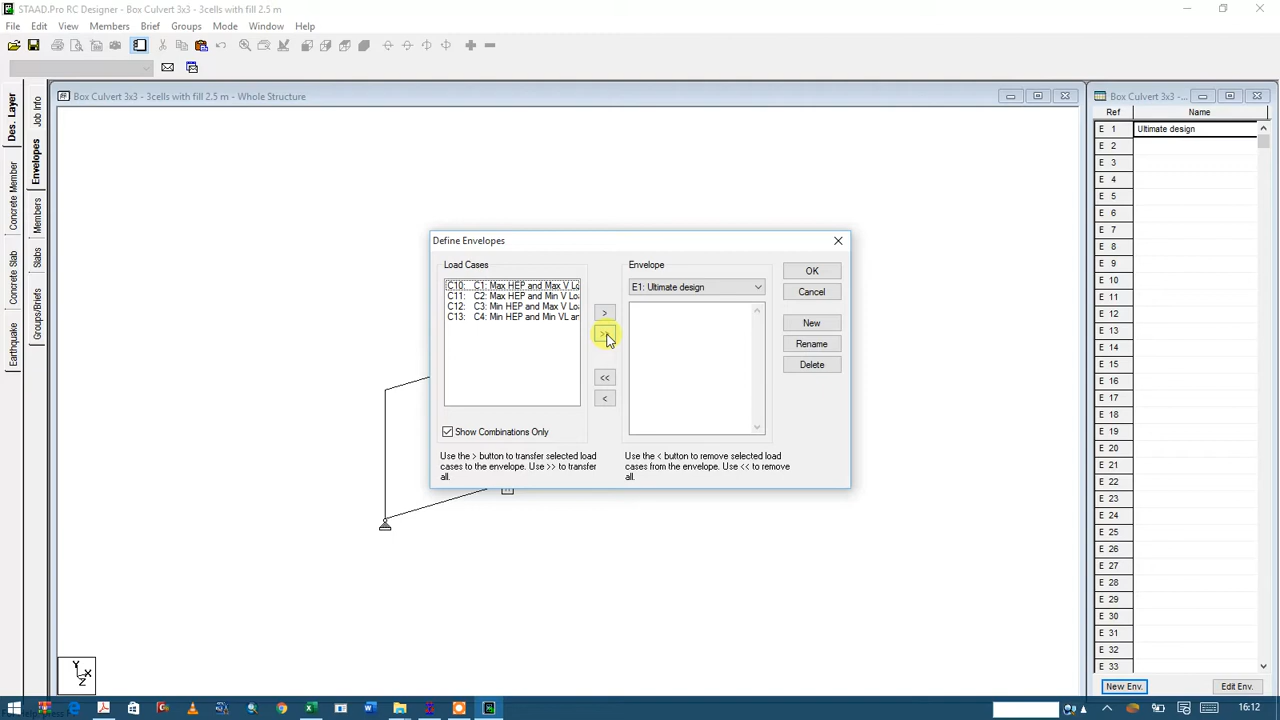 STAAD.Pro RC Designer - Box Culvert 3x3 - 3cells with fill 2.5 m
File Edit View Members Brief Groups Mode Window Help
Box Culvert 3x3 - 3cells with fill 2.5 m - Whole Structure
Box Culvert 3x3 -...
Des. Layer
Concrete Member
Concrete Slab
Earthquake
Job Info
Envelopes
Members
Slabs
Groups/Briefs
Ref Name
E 1 Ultimate design
E 2
E 3
E 4
E 5
E 6
E 7
E 8
E 9
E 10
E 11
E 12
E 13
E 14
E 15
E 16
E 17
E 18
E 19
E 20
E 21
E 22
E 23
E 24
E 25
E 26
E 27
E 28
E 29
E 30
E 31
E 32
E 33
New Env. Edit Env.
Define Envelopes
Load Cases
C10: C1: Max HEP and Max V Lo
C11: C2: Max HEP and Min V Lo
C12: C3: Min HEP and Max V Lo
C13: C4: Min HEP and Min VL ar
Show Combinations Only
Use the > button to transfer selected load
cases to the envelope. Use >> to transfer
all.
>
>>
<<
<
Envelope
E1: Ultimate design
Use the < button to remove selected load
cases from the envelope. Use << to remove
all.
OK
Cancel
New
Rename
Delete
Y
X
Z
16:12